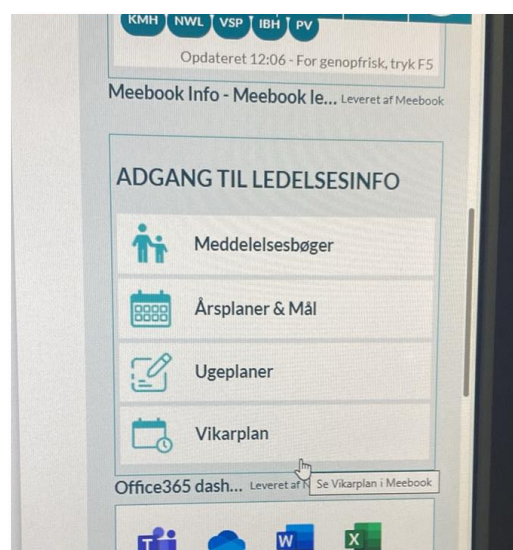 KMH NWL VSP IBH PV
Opdateret 12:06 - For genopfrisk, tryk F5
Meebook Info - Meebook le... Leveret af Meebook
ADGANG TIL LEDELSESINFO
Meddelelsesbøger
Årsplaner & Mål
Ugeplaner
Vikarplan
Se Vikarplan i Meebook
Office365 dash... Leveret af
W X